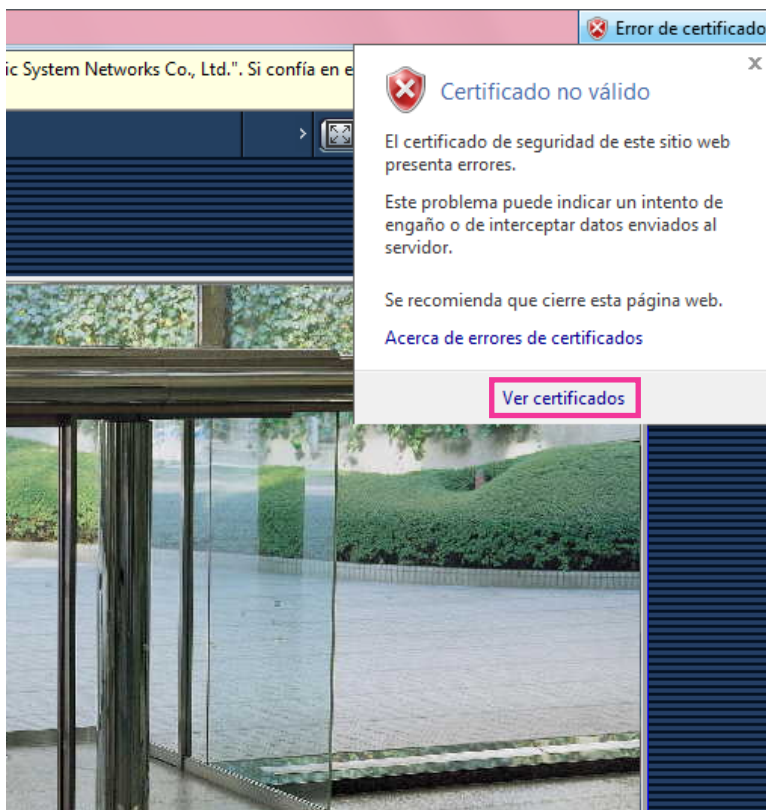 Error de certificado
ic System Networks Co., Ltd.". Si confía en e
Certificado no válido
El certificado de seguridad de este sitio web
presenta errores.
Este problema puede indicar un intento de
engaño o de interceptar datos enviados al
servidor.
Se recomienda que cierre esta página web.
Acerca de errores de certificados
Ver certificados